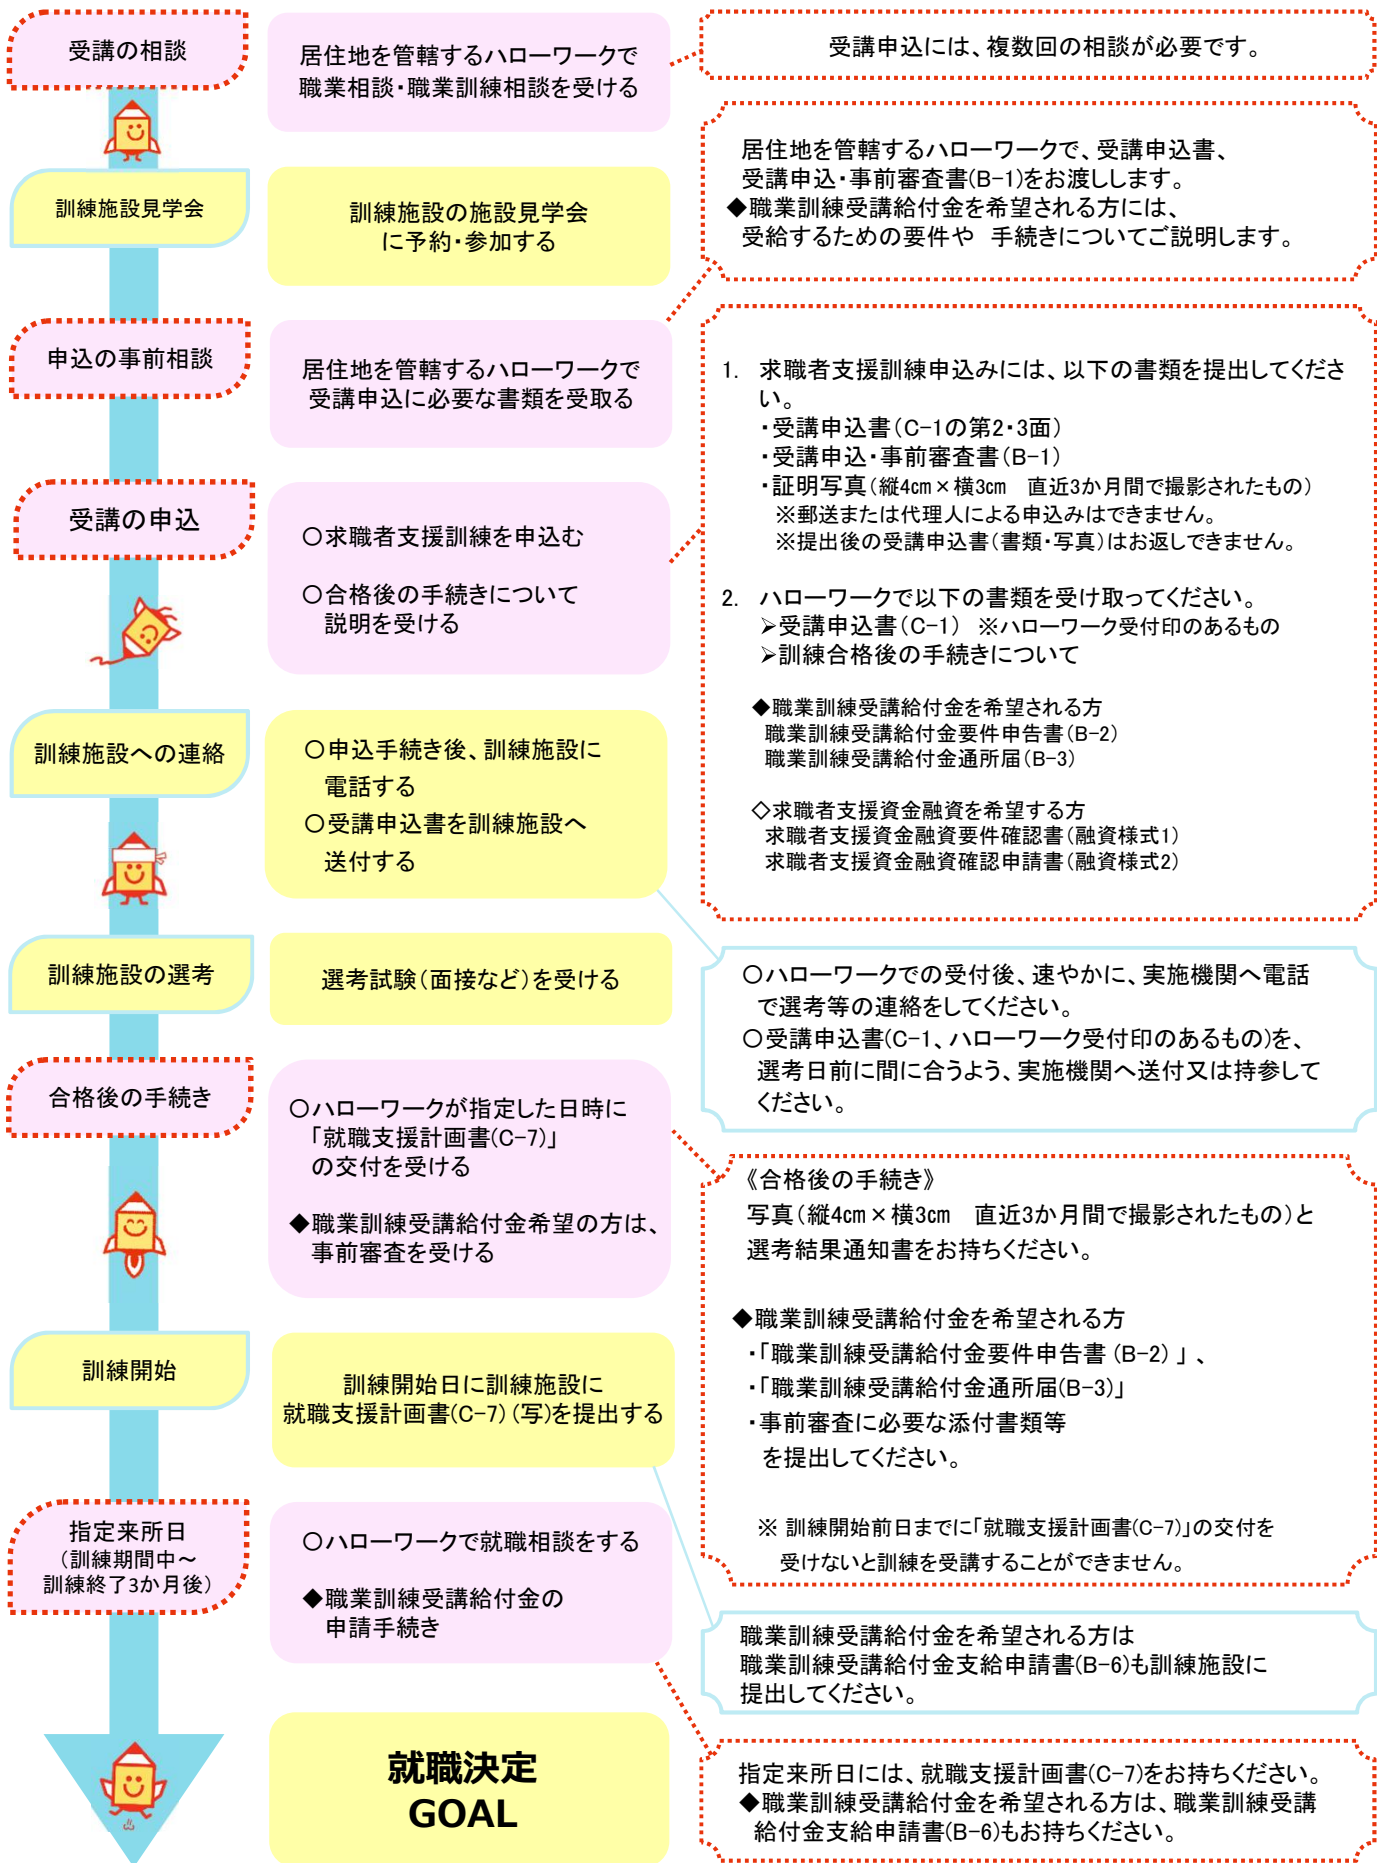 受講の相談
居住地を管轄するハローワークで
職業相談・職業訓練相談を受ける
受講申込には、複数回の相談が必要です。
居住地を管轄するハローワークで、受講申込書、
受講申込・事前審査書(B-1)をお渡しします。
◆職業訓練受講給付金を希望される方には、
受給するための要件や 手続きについてご説明します。
訓練施設見学会
訓練施設の施設見学会
に予約・参加する
申込の事前相談
居住地を管轄するハローワークで
受講申込に必要な書類を受取る
1. 求職者支援訓練申込みには、以下の書類を提出してくださ
い。
・受講申込書(C-1の第2・3面)
・受講申込・事前審査書(B-1)
・証明写真(縦4㎝×横3㎝ 直近3か月間で撮影されたもの)
※郵送または代理人による申込みはできません。
※提出後の受講申込書(書類・写真)はお返しできません。
2. ハローワークで以下の書類を受け取ってください。
➢受講申込書(C-1) ※ハローワーク受付印のあるもの
➢訓練合格後の手続きについて
◆職業訓練受講給付金を希望される方
職業訓練受講給付金要件申告書(B-2)
職業訓練受講給付金通所届(B-3)
◇求職者支援資金融資を希望する方
求職者支援資金融資要件確認書(融資様式1)
求職者支援資金融資確認申請書(融資様式2)
受講の申込
〇求職者支援訓練を申込む
〇合格後の手続きについて
説明を受ける
訓練施設への連絡
〇申込手続き後、訓練施設に
電話する
〇受講申込書を訓練施設へ
送付する
訓練施設の選考
選考試験(面接など)を受ける
〇ハローワークでの受付後、速やかに、実施機関へ電話
で選考等の連絡をしてください。
〇受講申込書(C-1、ハローワーク受付印のあるもの)を、
選考日前に間に合うよう、実施機関へ送付又は持参して
ください。
合格後の手続き
〇ハローワークが指定した日時に
「就職支援計画書(C-7)」
の交付を受ける
◆職業訓練受講給付金希望の方は、
事前審査を受ける
《合格後の手続き》
写真(縦4㎝×横3㎝ 直近3か月間で撮影されたもの)と
選考結果通知書をお持ちください。
◆職業訓練受講給付金を希望される方
・「職業訓練受講給付金要件申告書 (B-2) 」 、
・「職業訓練受講給付金通所届(B-3)」
・事前審査に必要な添付書類等
を提出してください。
※ 訓練開始前日までに「就職支援計画書(C-7)」の交付を
受けないと訓練を受講することができません。
訓練開始
訓練開始日に訓練施設に
就職支援計画書(C-7) (写)を提出する
指定来所日
(訓練期間中～
訓練終了3か月後)
〇ハローワークで就職相談をする
◆職業訓練受講給付金の
申請手続き
職業訓練受講給付金を希望される方は
職業訓練受講給付金支給申請書(B-6)も訓練施設に
提出してください。
就職決定
GOAL
指定来所日には、就職支援計画書(C-7)をお持ちください。
◆職業訓練受講給付金を希望される方は、職業訓練受講
給付金支給申請書(B-6)もお持ちください。